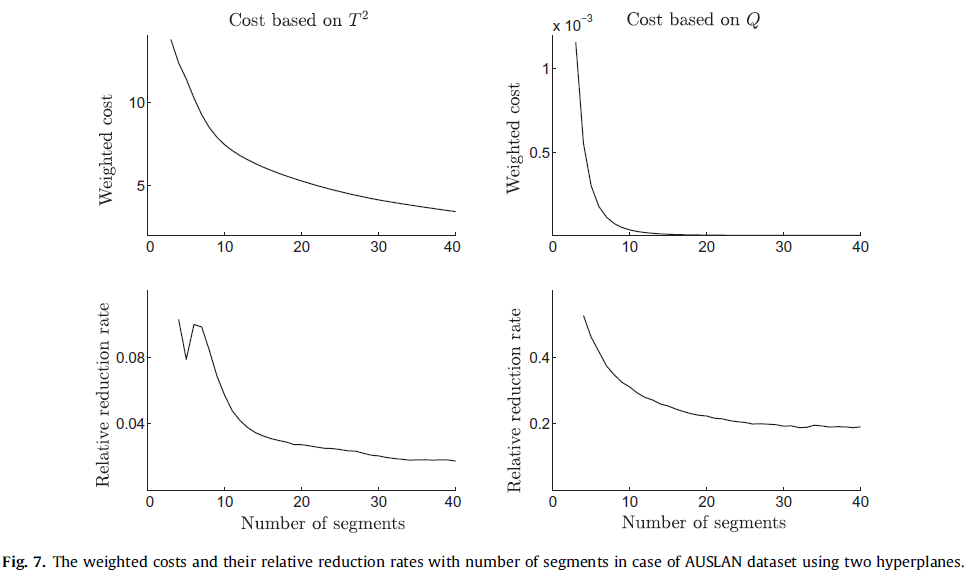 Cost based on T²
Weighted cost
10
5
0 10 20 30 40
Cost based on Q
x 10⁻³
Weighted cost
1
0.5
0 10 20 30 40
Relative reduction rate
0.08
0.04
0 10 20 30 40
Number of segments
Relative reduction rate
0.4
0.2
0 10 20 30 40
Number of segments
Fig. 7. The weighted costs and their relative reduction rates with number of segments in case of AUSLAN dataset using two hyperplanes.